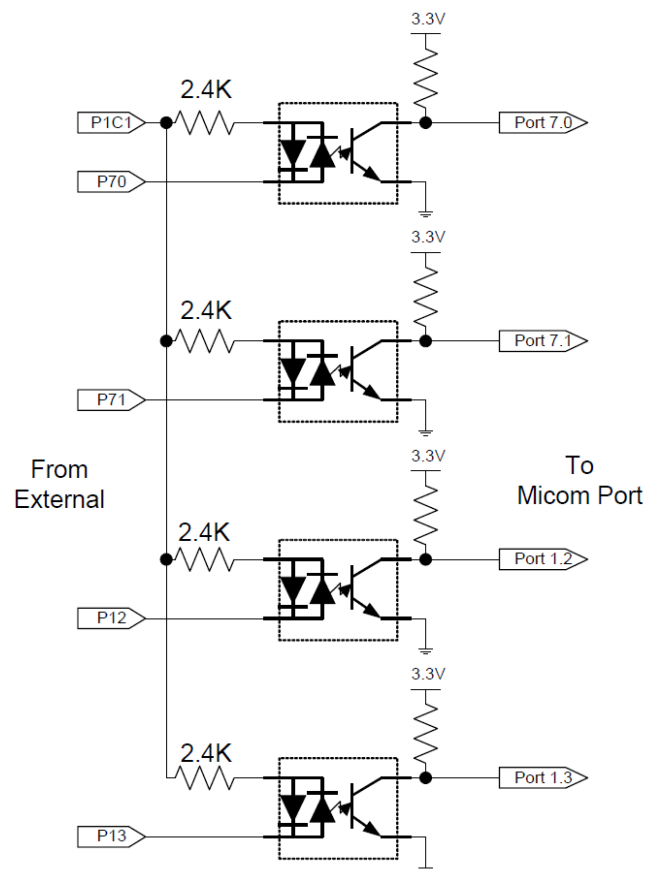 3.3V
2.4K
P1C1
Port 7.0
P70
3.3V
2.4K
Port 7.1
P71
From
External
To
Micom Port
3.3V
2.4K
Port 1.2
P12
3.3V
2.4K
Port 1.3
P13